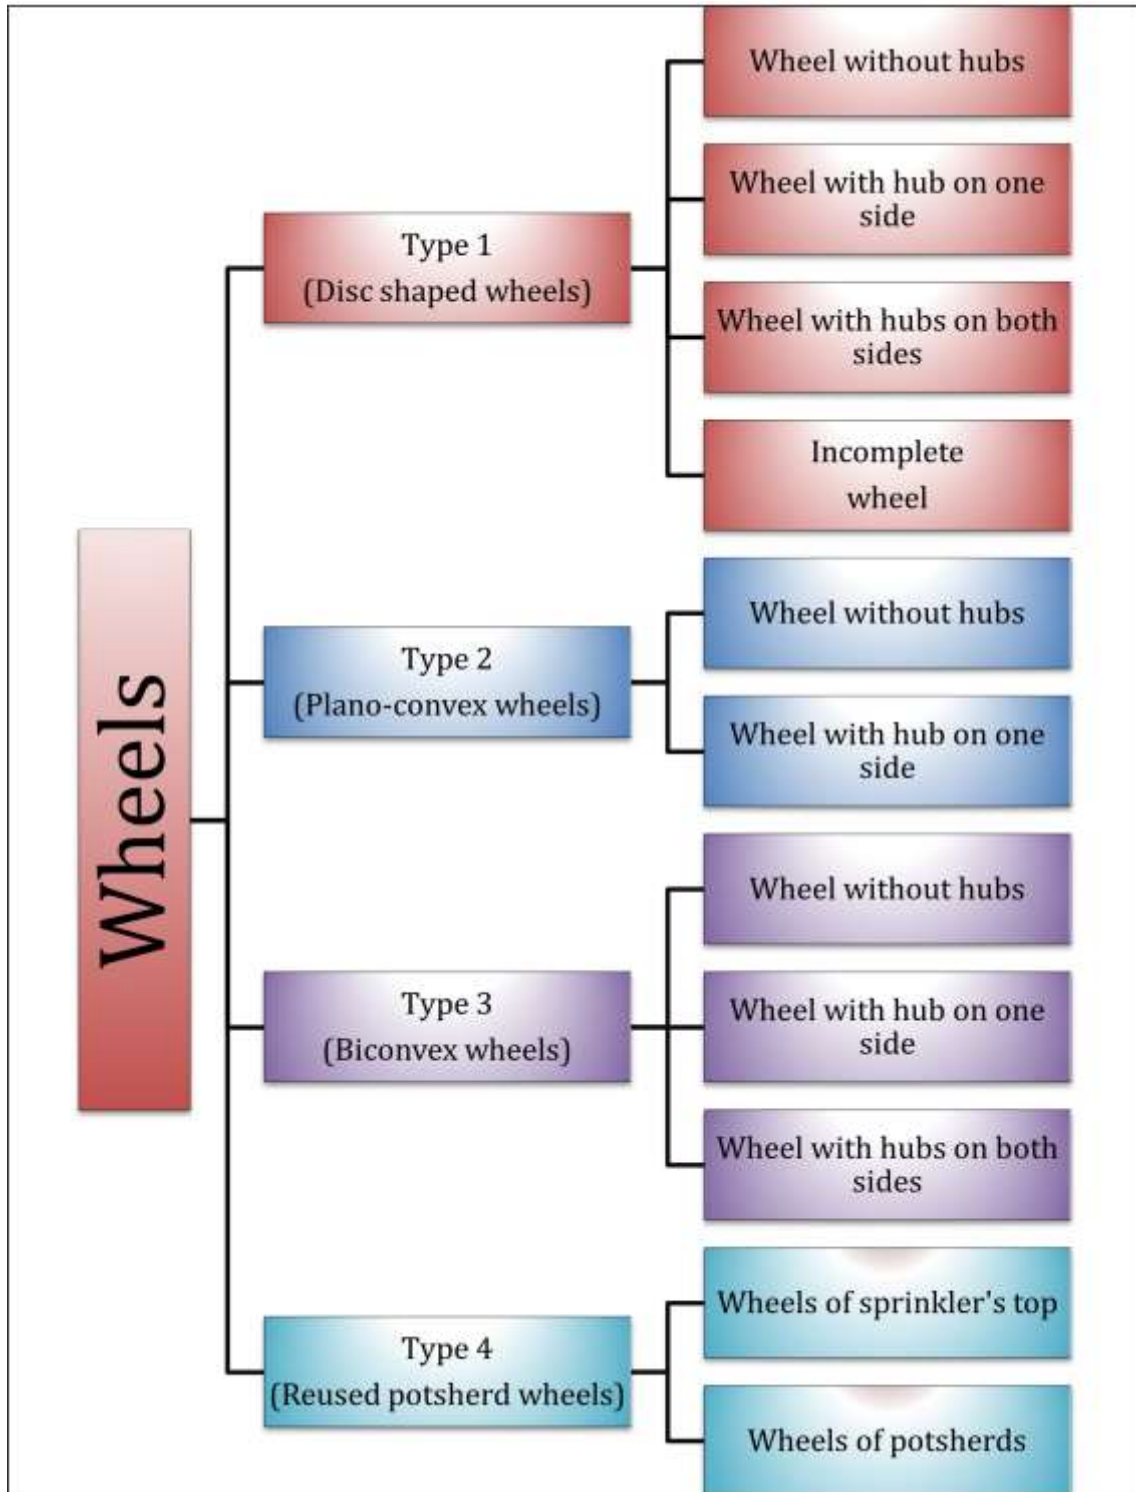 Wheels
Type 1
(Disc shaped wheels)
Wheel without hubs
Wheel with hub on one
side
Wheel with hubs on both
sides
Incomplete
wheel
Type 2
(Plano-convex wheels)
Wheel without hubs
Wheel with hub on one
side
Type 3
(Biconvex wheels)
Wheel without hubs
Wheel with hub on one
side
Wheel with hubs on both
sides
Type 4
(Reused potsherd wheels)
Wheels of sprinkler's top
Wheels of potsherds